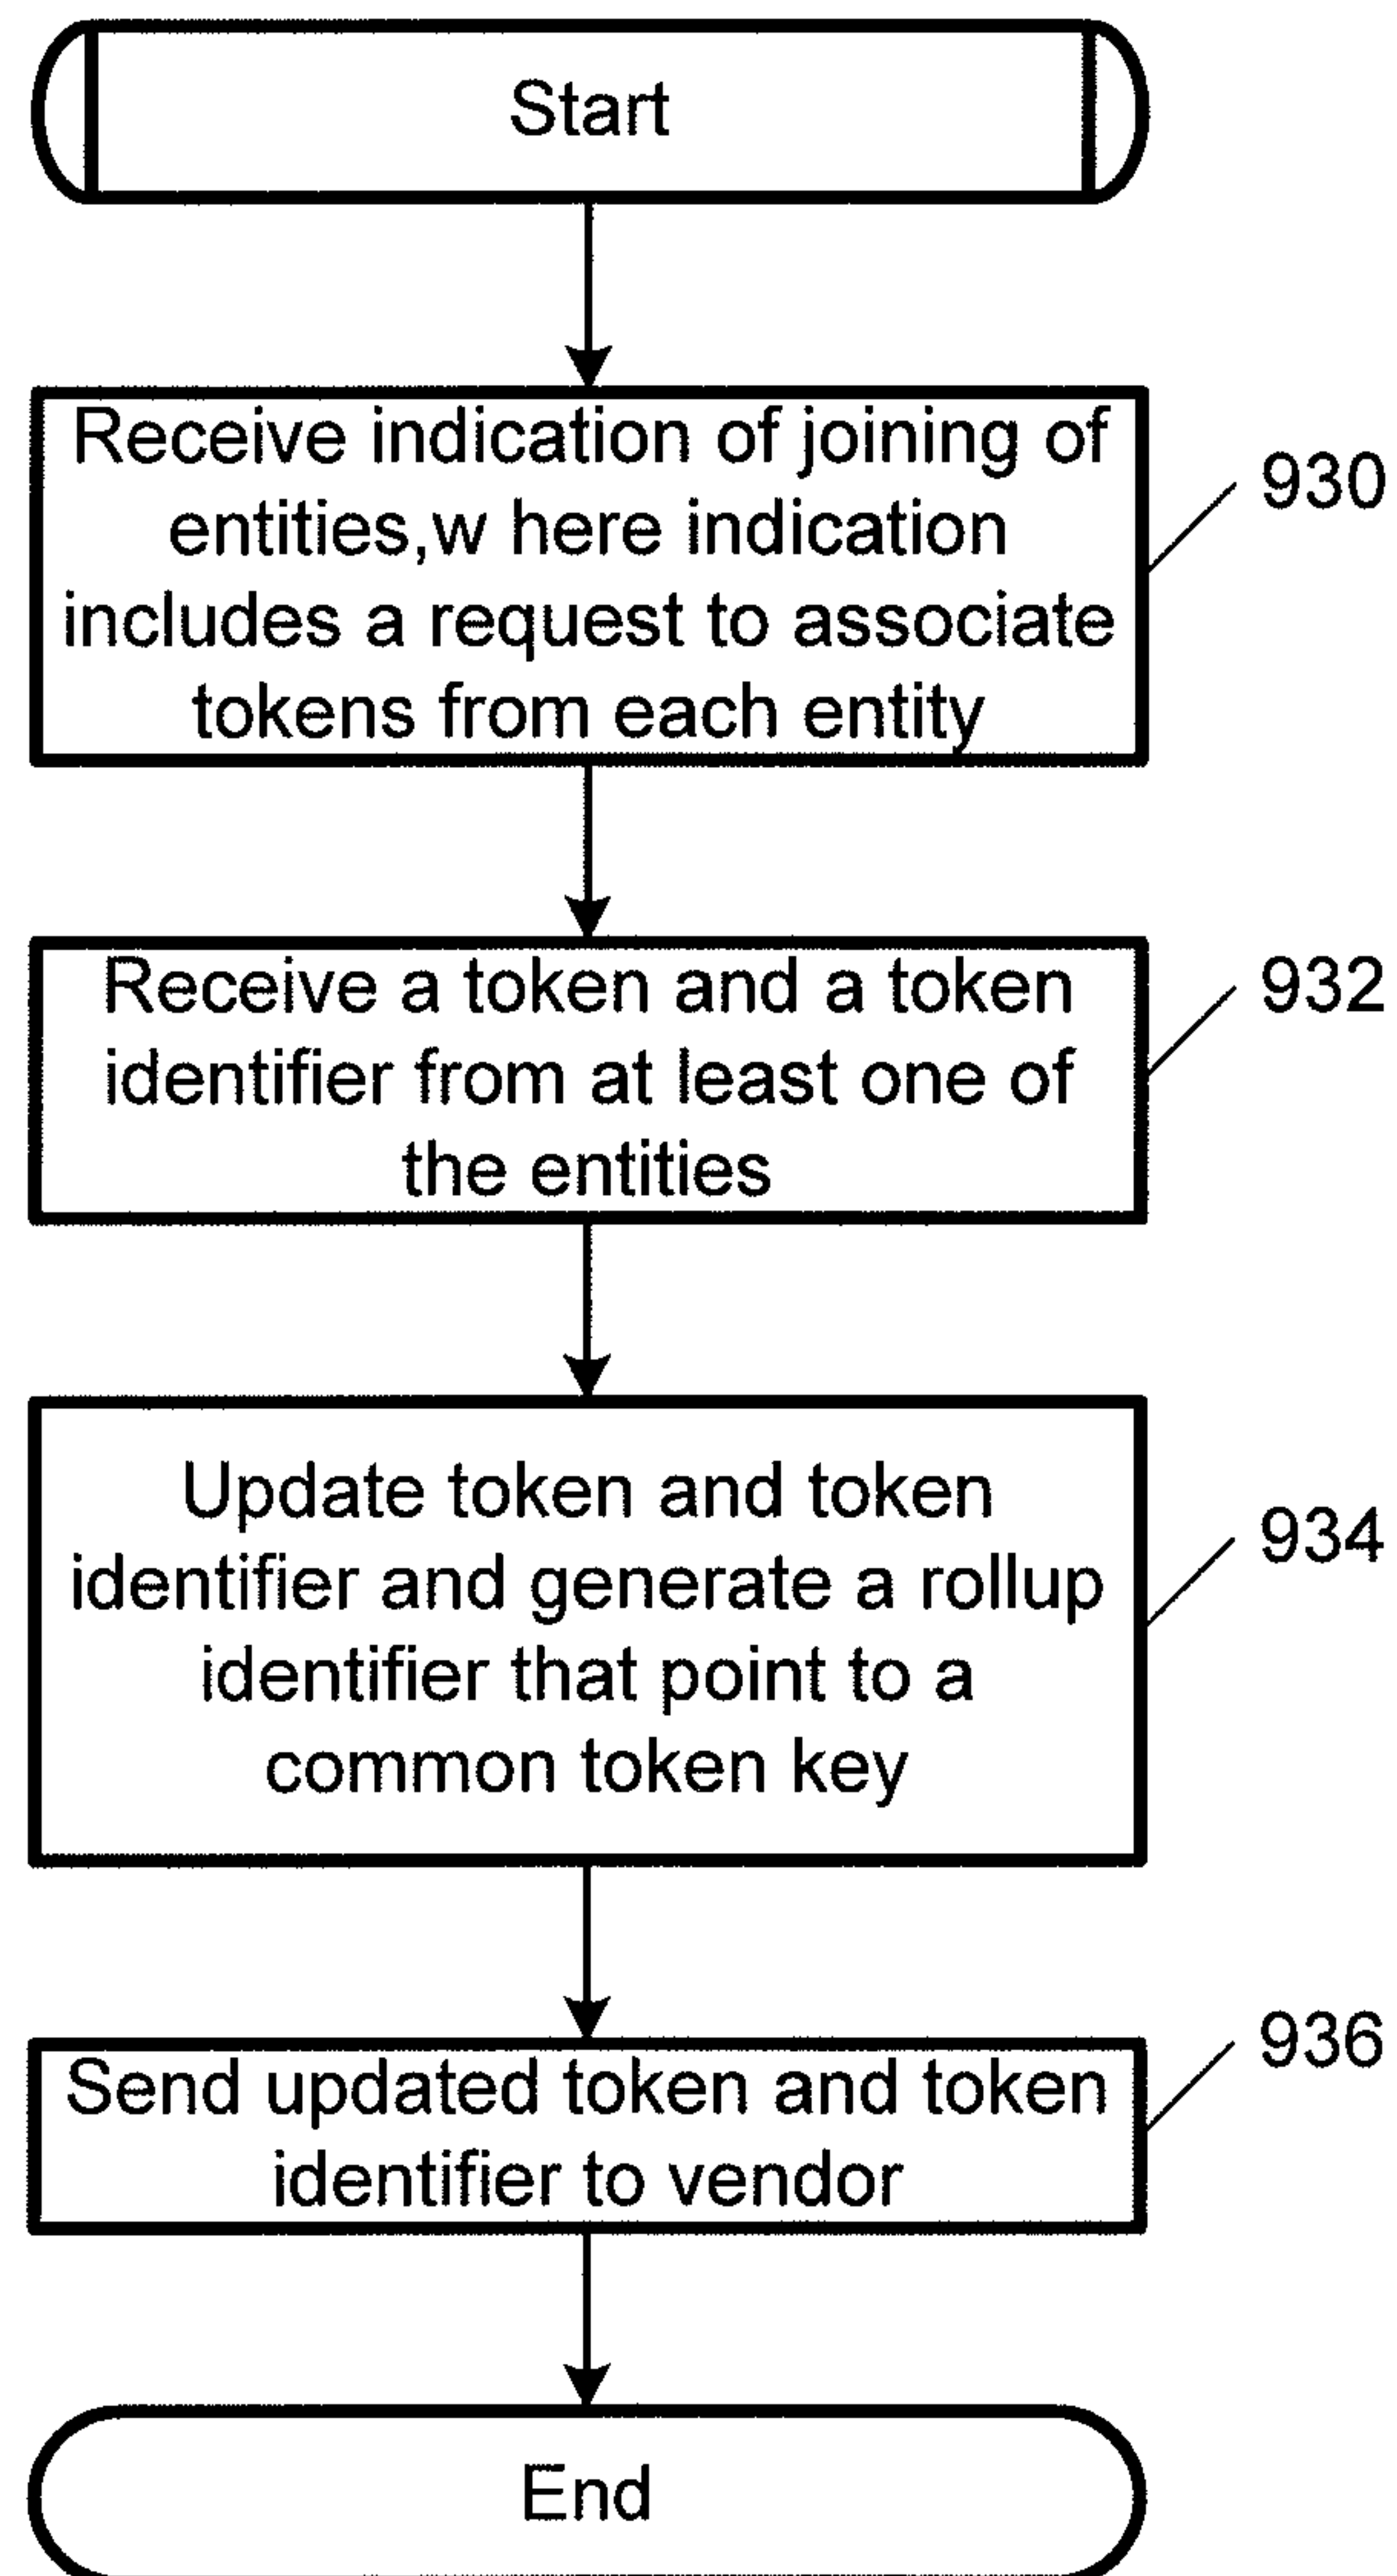 Start
Receive indication of joining of
entities,w here indication
includes a request to associate
tokens from each entity
930
Receive a token and a token
identifier from at least one of
the entities
932
Update token and token
identifier and generate a rollup
identifier that point to a
common token key
934
Send updated token and token
identifier to vendor
936
End